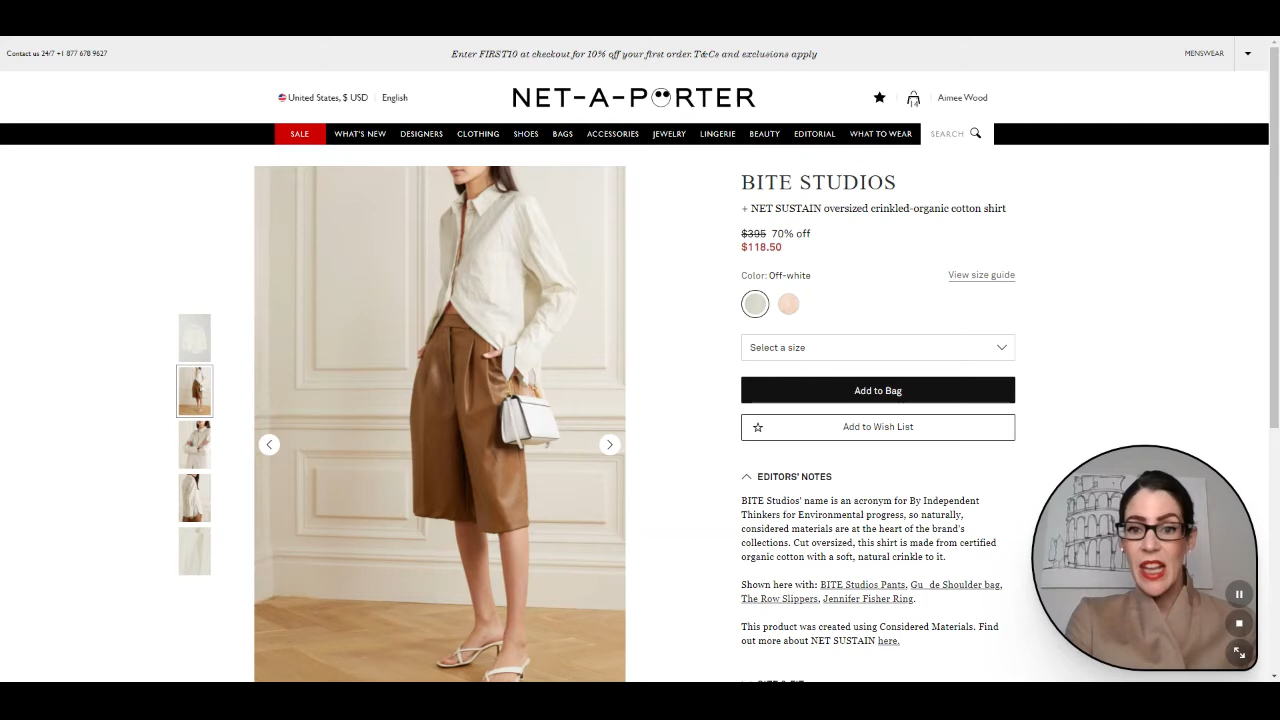 Contact us 24/7 +1 877 678 9627
Enter FIRST10 at checkout for 10% off your first order. T&Cs and exclusions apply
MENSWEAR
United States, $ USD
English
NET-A-PORTER
14
Aimee Wood
SALE
WHAT'S NEW
DESIGNERS
CLOTHING
SHOES
BAGS
ACCESSORIES
JEWELRY
LINGERIE
BEAUTY
EDITORIAL
WHAT TO WEAR
SEARCH
BITE STUDIOS
+ NET SUSTAIN oversized crinkled-organic cotton shirt
$395 70% off
$118.50
Color: Off-white
View size guide
Select a size
Add to Bag
Add to Wish List
EDITORS' NOTES
BITE Studios' name is an acronym for By Independent
Thinkers for Environmental progress, so naturally,
considered materials are at the heart of the brand's
collections. Cut oversized, this shirt is made from certified
organic cotton with a soft, natural crinkle to it.
Shown here with: BITE Studios Pants, Gu de Shoulder bag,
The Row Slippers, Jennifer Fisher Ring.
This product was created using Considered Materials. Find
out more about NET SUSTAIN here.